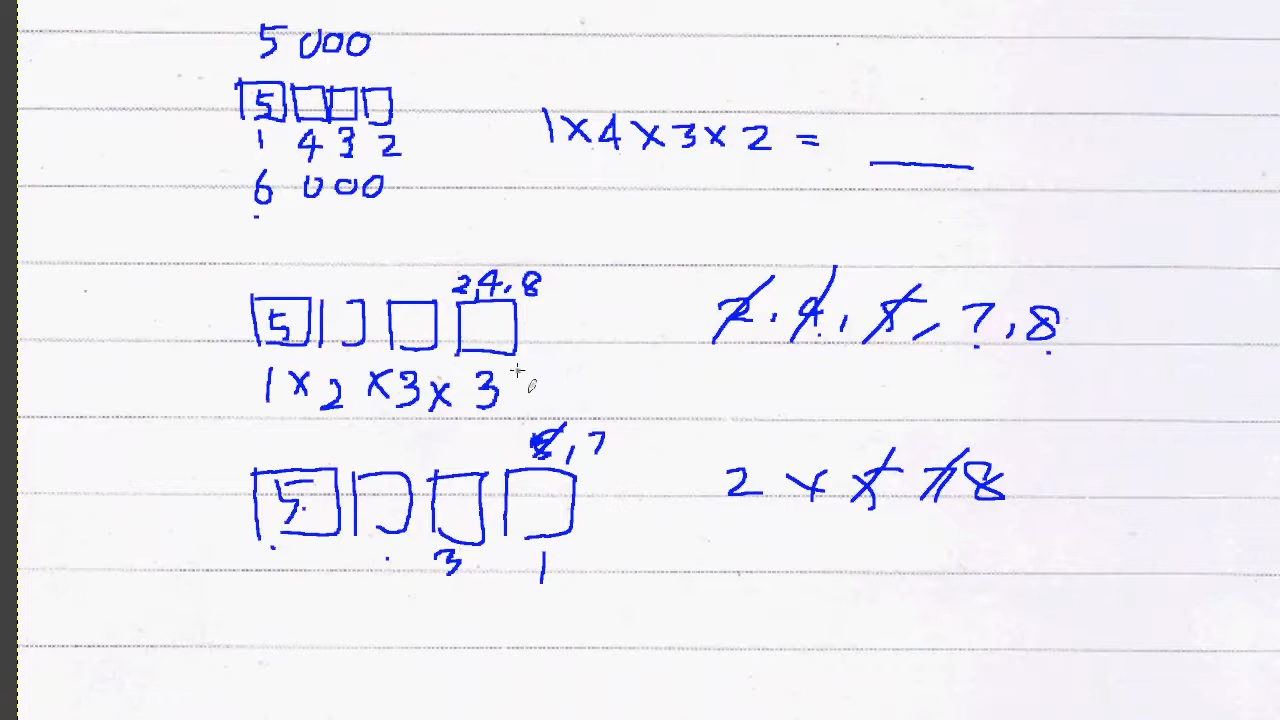 5 000
5
1 4 3 2
1 x 4 x 3 x 2 =
6 000
2, 4, 8
5
2, 4, 5, 7, 8
1 x 2 x 3 x 3
5, 7
5
2 4 5 7 8
3 1